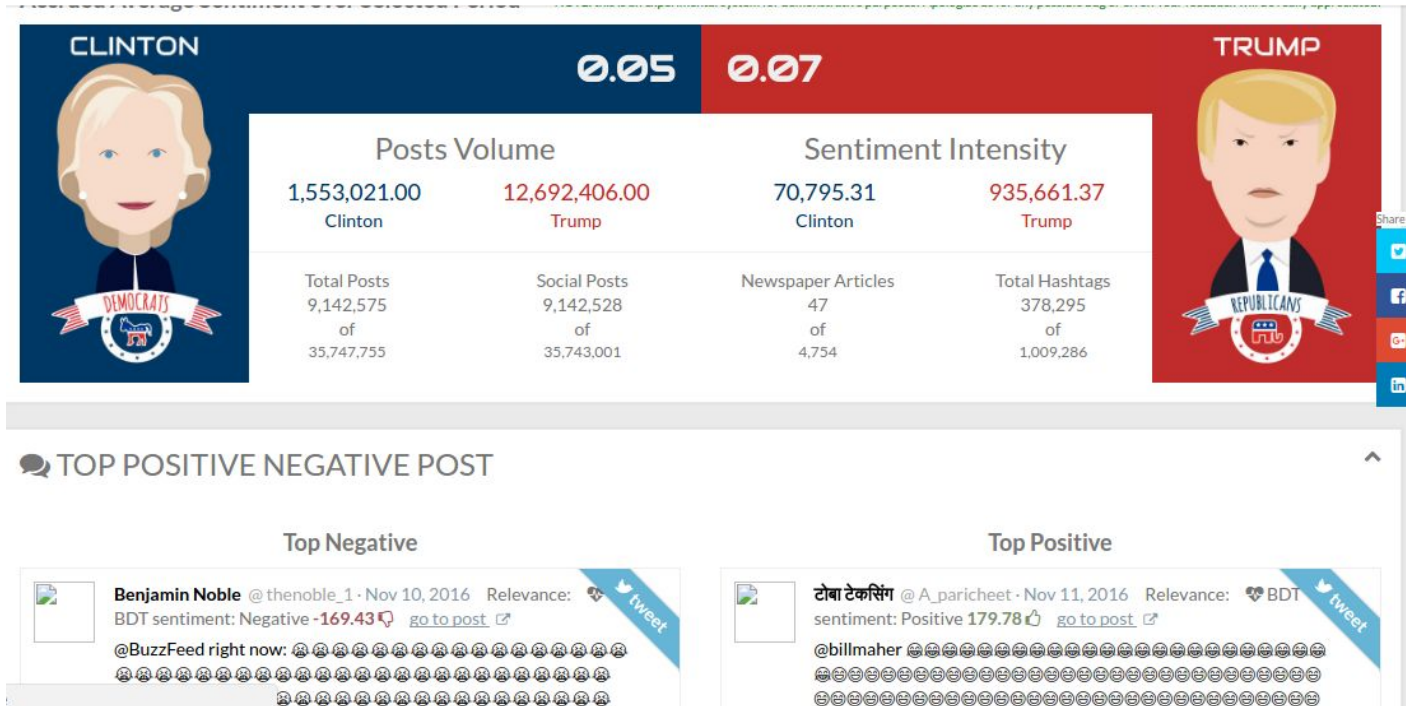 CLINTON
TRUMP
0.05 0.07
Posts Volume
Sentiment Intensity
1,553,021.00 12,692,406.00 70,795.31 935,661.37
Clinton Trump Clinton Trump
Share
Total Posts Social Posts Newspaper Articles Total Hashtags
9,142,575 9,142,528 47 378,295
of of of of
35,747,755 35,743,001 4,754 1,009,286
DEMOCRATS
REPUBLICANS
TOP POSITIVE NEGATIVE POST
Top Negative
Benjamin Noble @thenoble_1 · Nov 10, 2016 Relevance:
BDT sentiment: Negative -169.43 go to post
@BuzzFeed right now: 😭😭😭😭😭😭😭😭😭😭😭😭😭😭😭😭😭
tweet
Top Positive
टोबा टेकसिंग @A_paricheet · Nov 11, 2016 Relevance: BDT
sentiment: Positive 179.78 go to post
@billmaher 😂😂😂😂😂😂😂😂😂😂😂😂😂😂😂😂😂😂😂😂😂😂😂😂
tweet